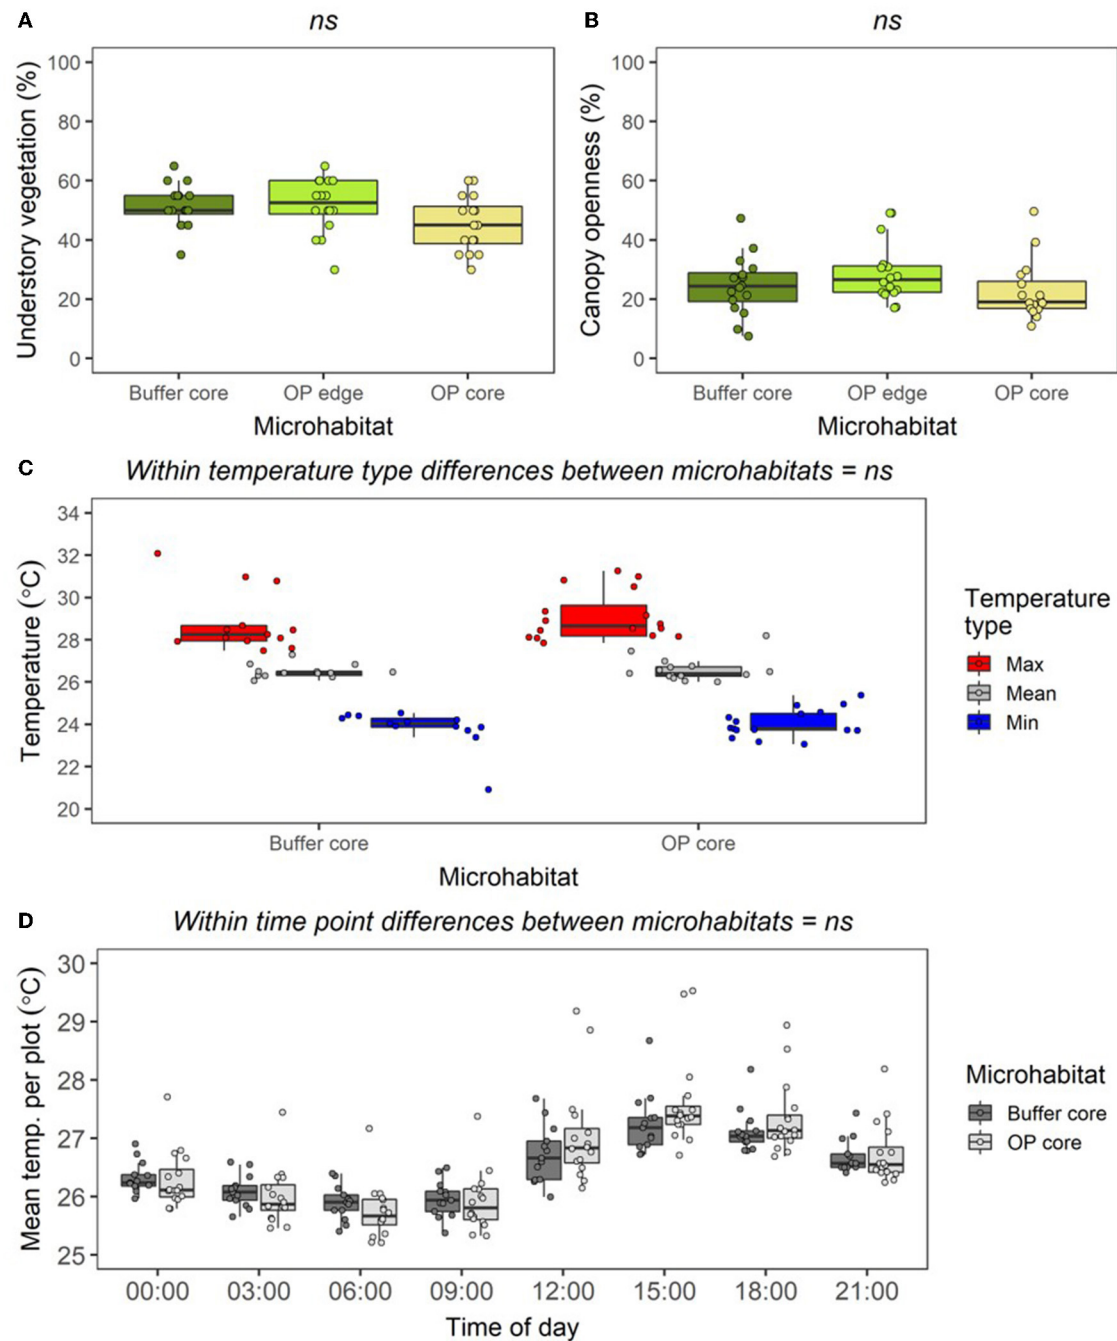 A
ns
Understory vegetation (%)
100
80
60
40
20
0
Buffer core OP edge OP core
Microhabitat
B
ns
Canopy openness (%)
100
80
60
40
20
0
Buffer core OP edge OP core
Microhabitat
C
Within temperature type differences between microhabitats = ns
Temperature (°C)
34
32
30
28
26
24
22
20
Buffer core OP core
Microhabitat
Temperature
type
Max
Mean
Min
D
Within time point differences between microhabitats = ns
Mean temp. per plot (°C)
30
29
28
27
26
25
00:00 03:00 06:00 09:00 12:00 15:00 18:00 21:00
Time of day
Microhabitat
Buffer core
OP core